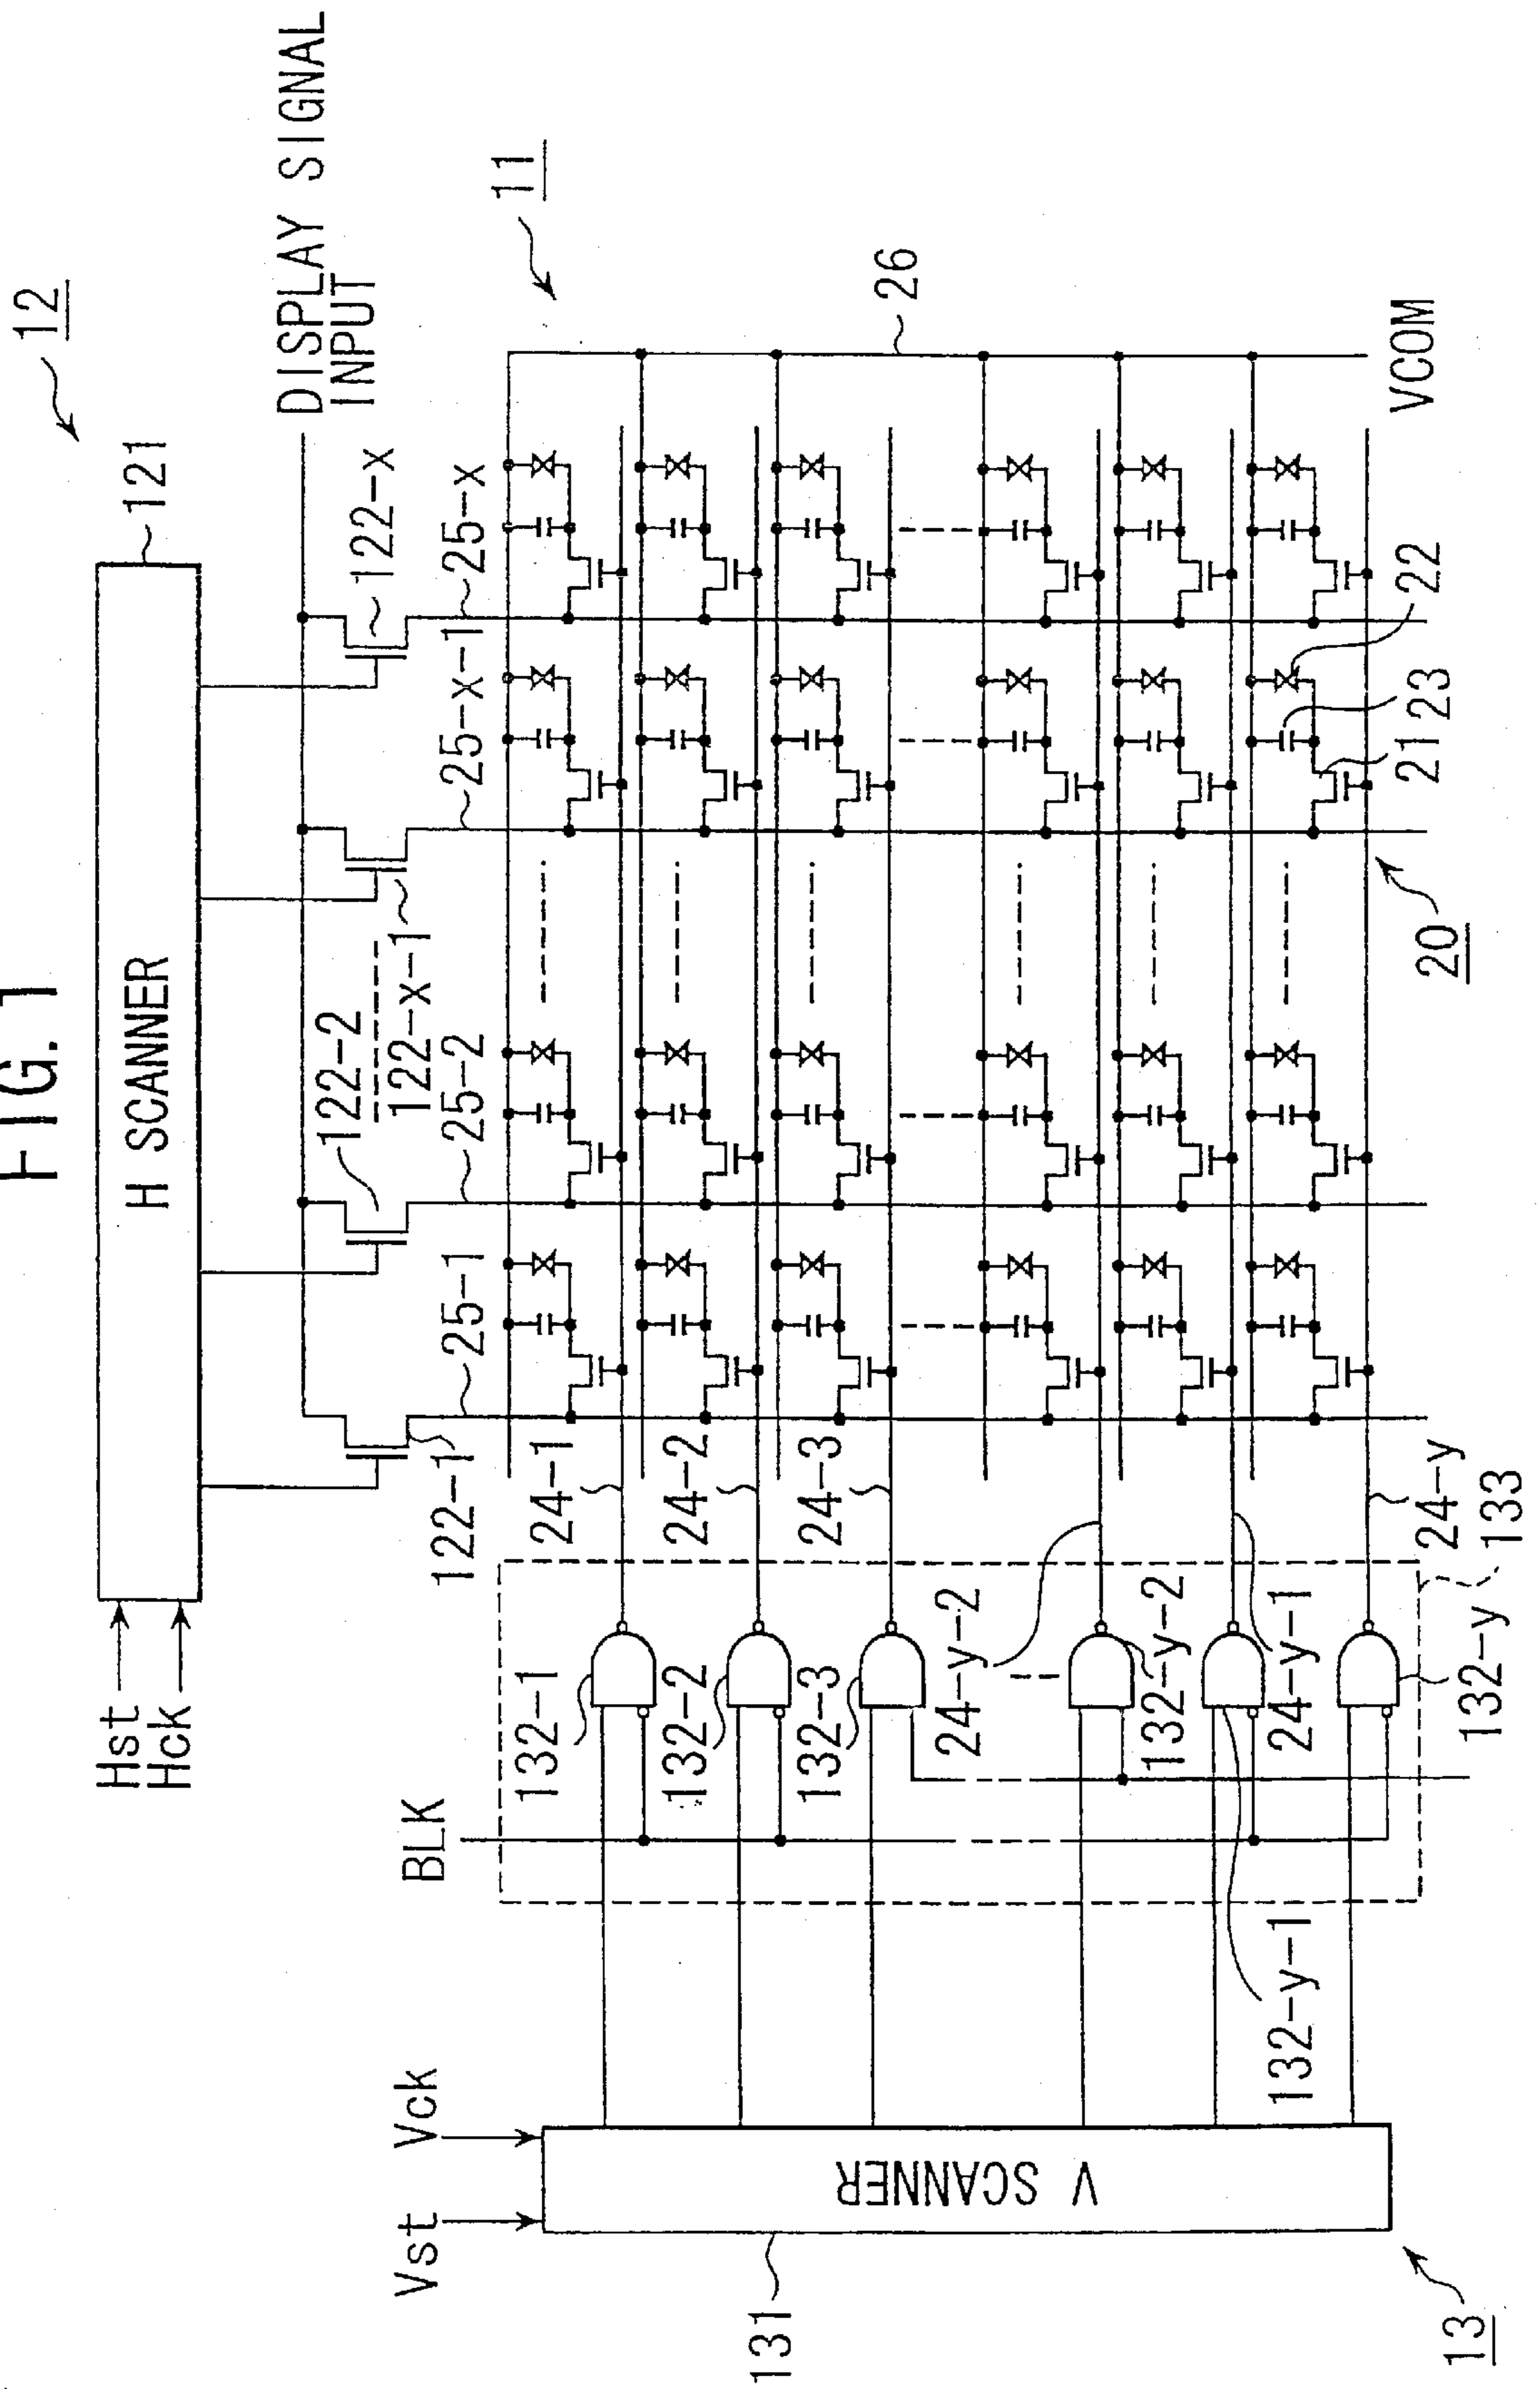 FIG. 1
12
H SCANNER
121
Hst
Hck
DISPLAY SIGNAL
INPUT
122-1
122-2
122-x-1
122-x
25-1
25-2
25-x-1
25-x
11
BLK
Vst
Vck
V SCANNER
131
13
132-1
132-2
132-3
132-y-2
132-y-1
132-y
133
24-1
24-2
24-3
24-y-2
24-y-1
24-y
26
VCOM
20
21
23
22